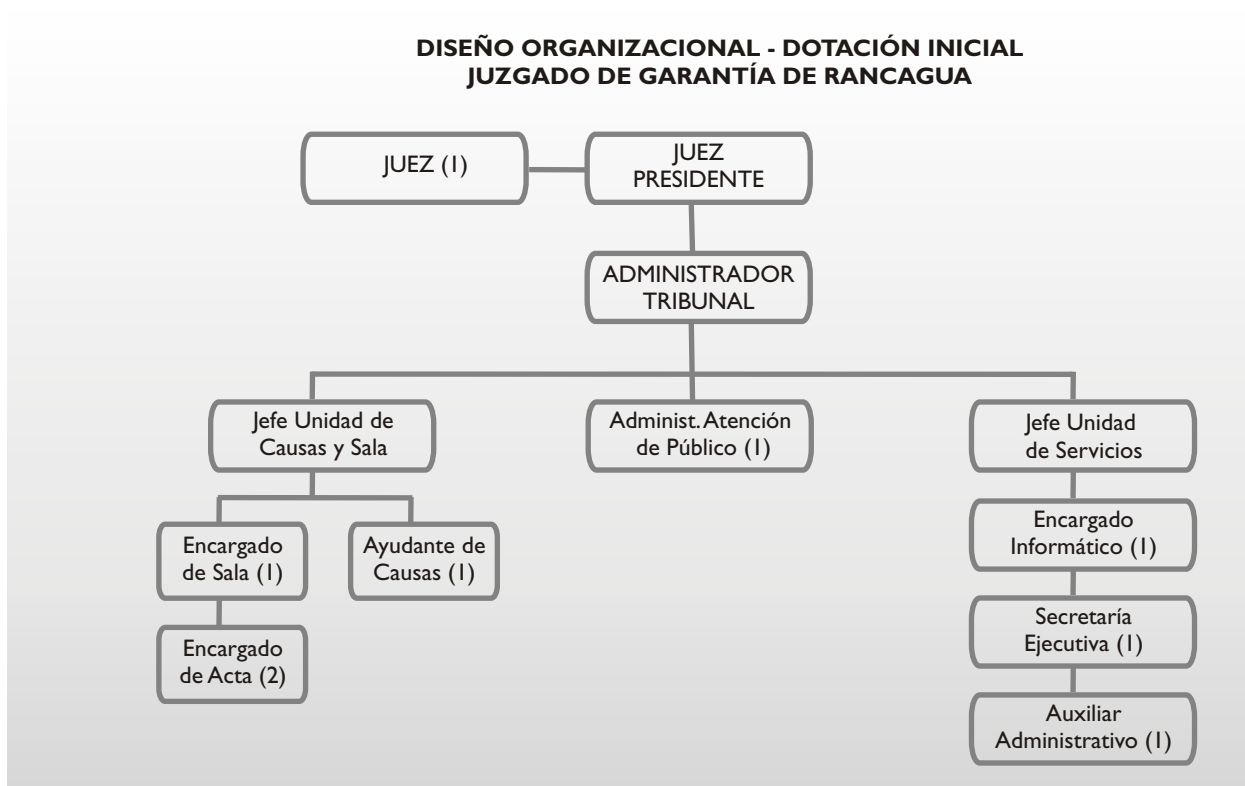 DISEÑO ORGANIZACIONAL - DOTACIÓN INICIAL
JUZGADO DE GARANTÍA DE RANCAGUA
JUEZ (1)
JUEZ
PRESIDENTE
ADMINISTRADOR
TRIBUNAL
Jefe Unidad de
Causas y Sala
Administ. Atención
de Público (1)
Jefe Unidad
de Servicios
Encargado
de Sala (1)
Ayudante de
Causas (1)
Encargado
Informático (1)
Encargado
de Acta (2)
Secretaría
Ejecutiva (1)
Auxiliar
Administrativo (1)